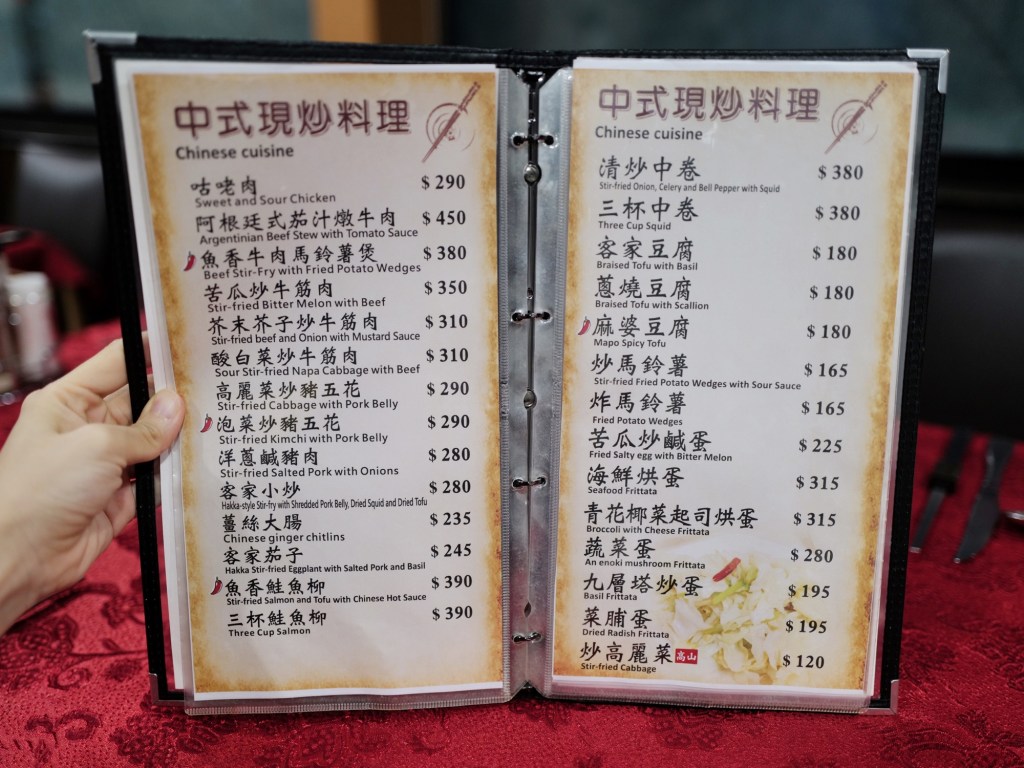 中式現炒料理
Chinese cuisine
咕咾肉 $290
Sweet and Sour Chicken
阿根廷式茄汁燉牛肉 $450
Argentinian Beef Stew with Tomato Sauce
魚香牛肉馬鈴薯煲 $380
Beef Stir-Fry with Fried Potato Wedges
苦瓜炒牛筋肉 $350
Stir-fried Bitter Melon with Beef
芥末芥子炒牛筋肉 $310
Stir-fried beef and Onion with Mustard Sauce
酸白菜炒牛筋肉 $310
Sour Stir-fried Napa Cabbage with Beef
高麗菜炒豬五花 $290
Stir-fried Cabbage with Pork Belly
泡菜炒豬五花 $290
Stir-fried Kimchi with Pork Belly
洋蔥鹹豬肉 $280
Stir-fried Salted Pork with Onions
客家小炒 $280
Hakka-style Stir-fry with Shredded Pork Belly, Dried Squid and Dried Tofu
薑絲大腸 $235
Chinese ginger chitlins
客家茄子 $245
Hakka Stir-fried Eggplant with Salted Pork and Basil
魚香鮭魚柳 $390
Stir-fried Salmon and Tofu with Chinese Hot Sauce
三杯鮭魚柳 $390
Three Cup Salmon
中式現炒料理
Chinese cuisine
清炒中卷 $380
Stir-fried Onion, Celery and Bell Pepper with Squid
三杯中卷 $380
Three Cup Squid
客家豆腐 $180
Braised Tofu with Basil
蔥燒豆腐 $180
Braised Tofu with Scallion
麻婆豆腐 $180
Mapo Spicy Tofu
炒馬鈴薯 $165
Stir-fried Fried Potato Wedges with Sour Sauce
炸馬鈴薯 $165
Fried Potato Wedges
苦瓜炒鹹蛋 $225
Fried Salty egg with Bitter Melon
海鮮烘蛋 $315
Seafood Frittata
青花椰菜起司烘蛋 $315
Broccoli with Cheese Frittata
蔬菜蛋 $280
An enoki mushroom Frittata
九層塔炒蛋 $195
Basil Frittata
菜脯蛋 $195
Dried Radish Frittata
炒高麗菜 高山 $120
Stir-fried Cabbage